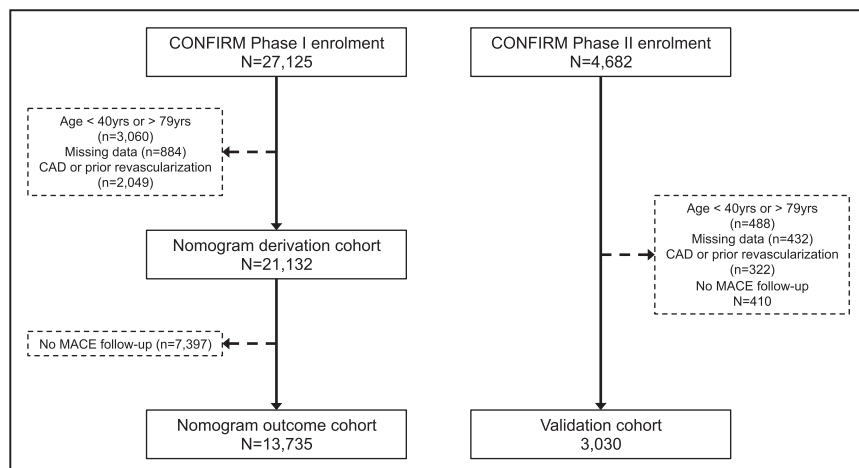 CONFIRM Phase I enrolment
N=27,125
Age < 40yrs or > 79yrs
(n=3,060)
Missing data (n=884)
CAD or prior revascularization
(n=2,049)
Nomogram derivation cohort
N=21,132
No MACE follow-up (n=7,397)
Nomogram outcome cohort
N=13,735
CONFIRM Phase II enrolment
N=4,682
Age < 40yrs or > 79yrs
(n=488)
Missing data (n=432)
CAD or prior revascularization
(n=322)
No MACE follow-up
N=410
Validation cohort
3,030